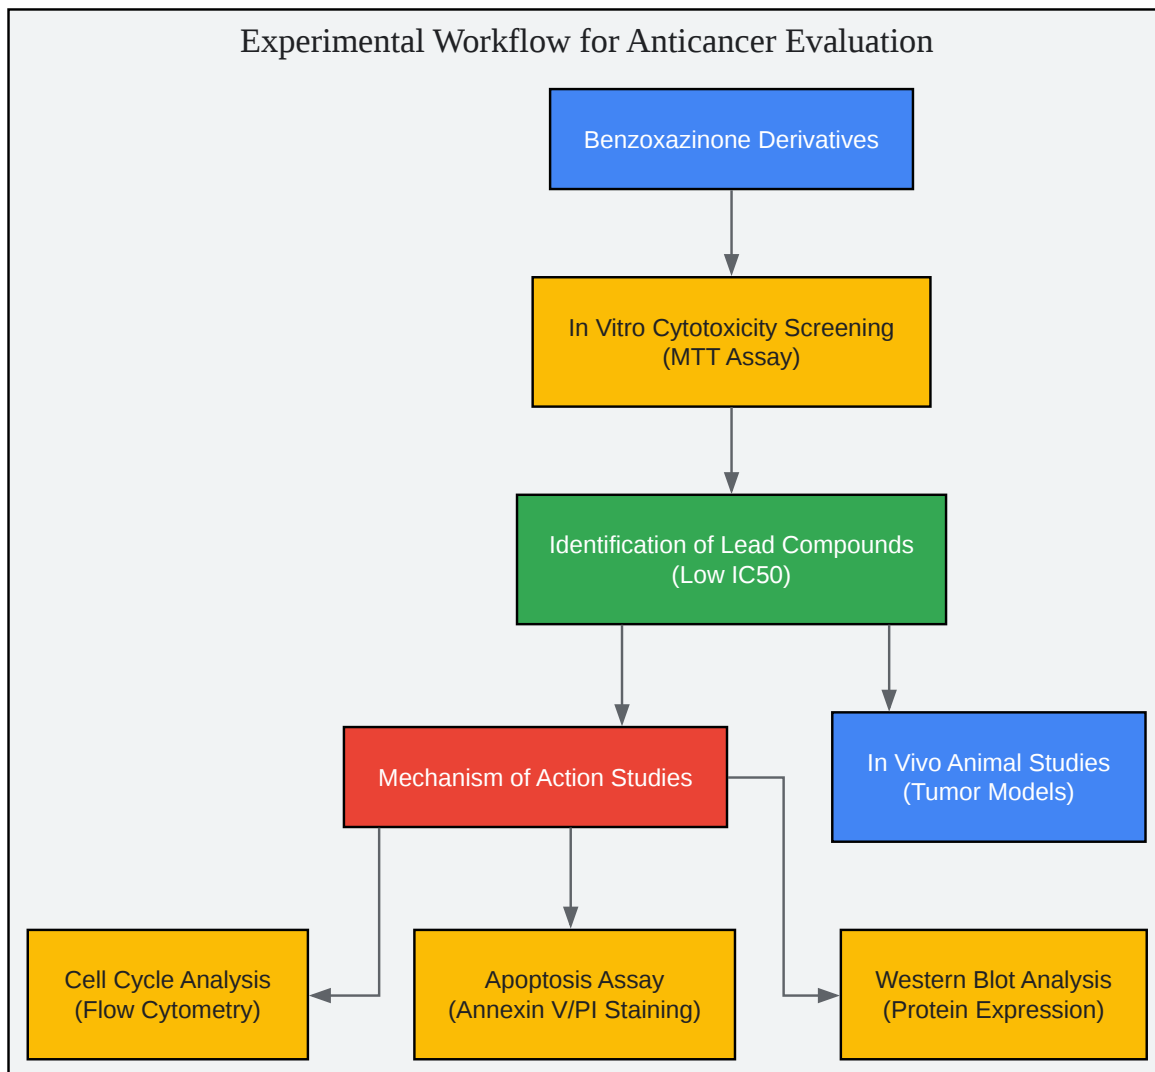 Experimental Workflow for Anticancer Evaluation
Benzoxazinone Derivatives
In Vitro Cytotoxicity Screening
(MTT Assay)
Identification of Lead Compounds
(Low IC50)
Mechanism of Action Studies
In Vivo Animal Studies
(Tumor Models)
Cell Cycle Analysis
(Flow Cytometry)
Apoptosis Assay
(Annexin V/PI Staining)
Western Blot Analysis
(Protein Expression)